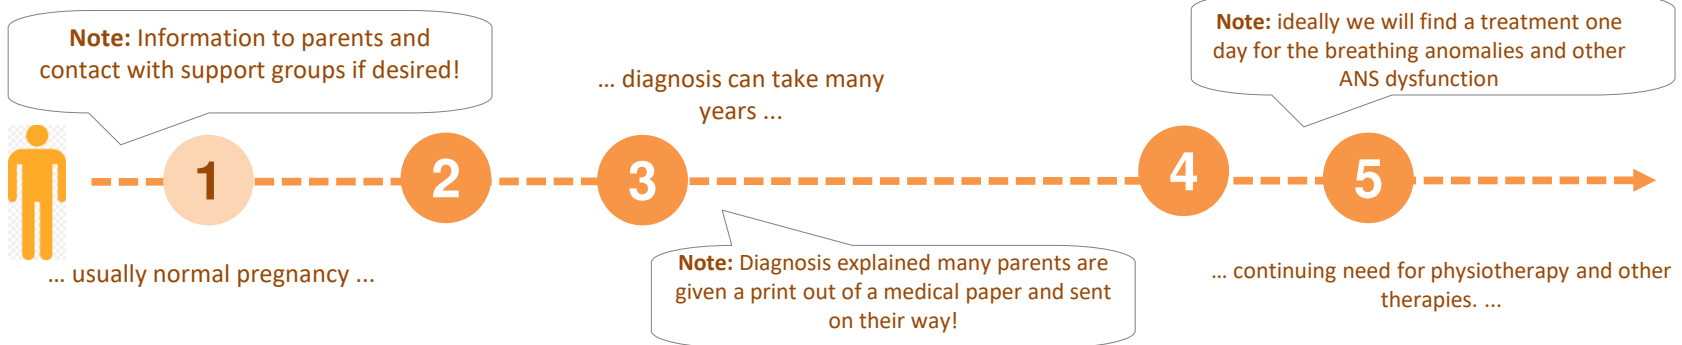 Note: Information to parents and
contact with support groups if desired!
Note: ideally we will find a treatment one
day for the breathing anomalies and other
ANS dysfunction
... diagnosis can take many
years ...
1
2
3
4
5
... usually normal pregnancy ...
Note: Diagnosis explained many parents are
given a print out of a medical paper and sent
on their way!
... continuing need for physiotherapy and other
therapies. ...